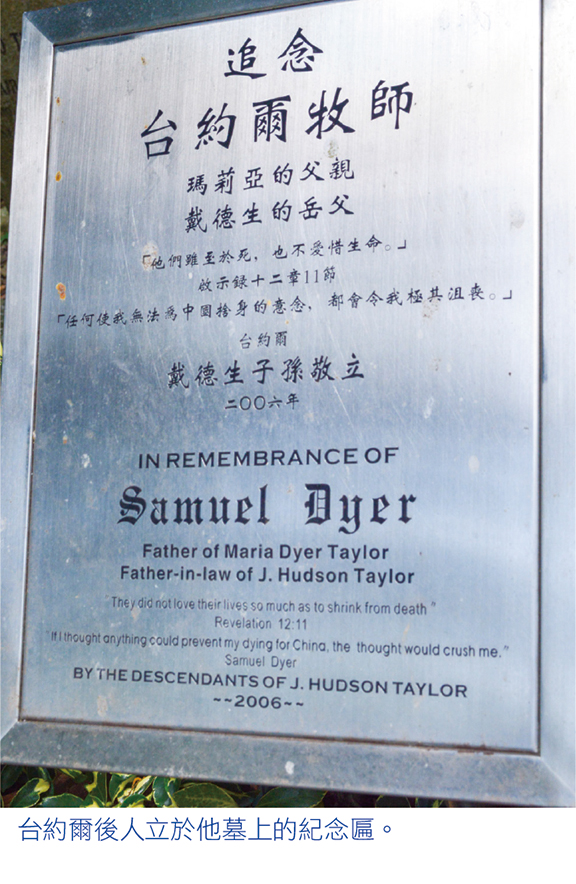 追念
台約爾牧師
瑪莉亞的父親
戴德生的岳父
「他們雖至於死，也不愛惜生命。」
啟示録十二章11節
「任何使我無法為中國捨身的意念，都會令我極其沮喪。」
台約爾
戴德生子孫敬立
二〇〇六年
IN REMEMBRANCE OF
Samuel Dyer
Father of Maria Dyer Taylor
Father-in-law of J. Hudson Taylor
"They did not love their lives so much as to shrink from death"
Revelation 12:11
"If I thought anything could prevent my dying for China, the thought would crush me."
Samuel Dyer
BY THE DESCENDANTS OF J. HUDSON TAYLOR
~~2006~~
台約爾後人立於他墓上的紀念匾。